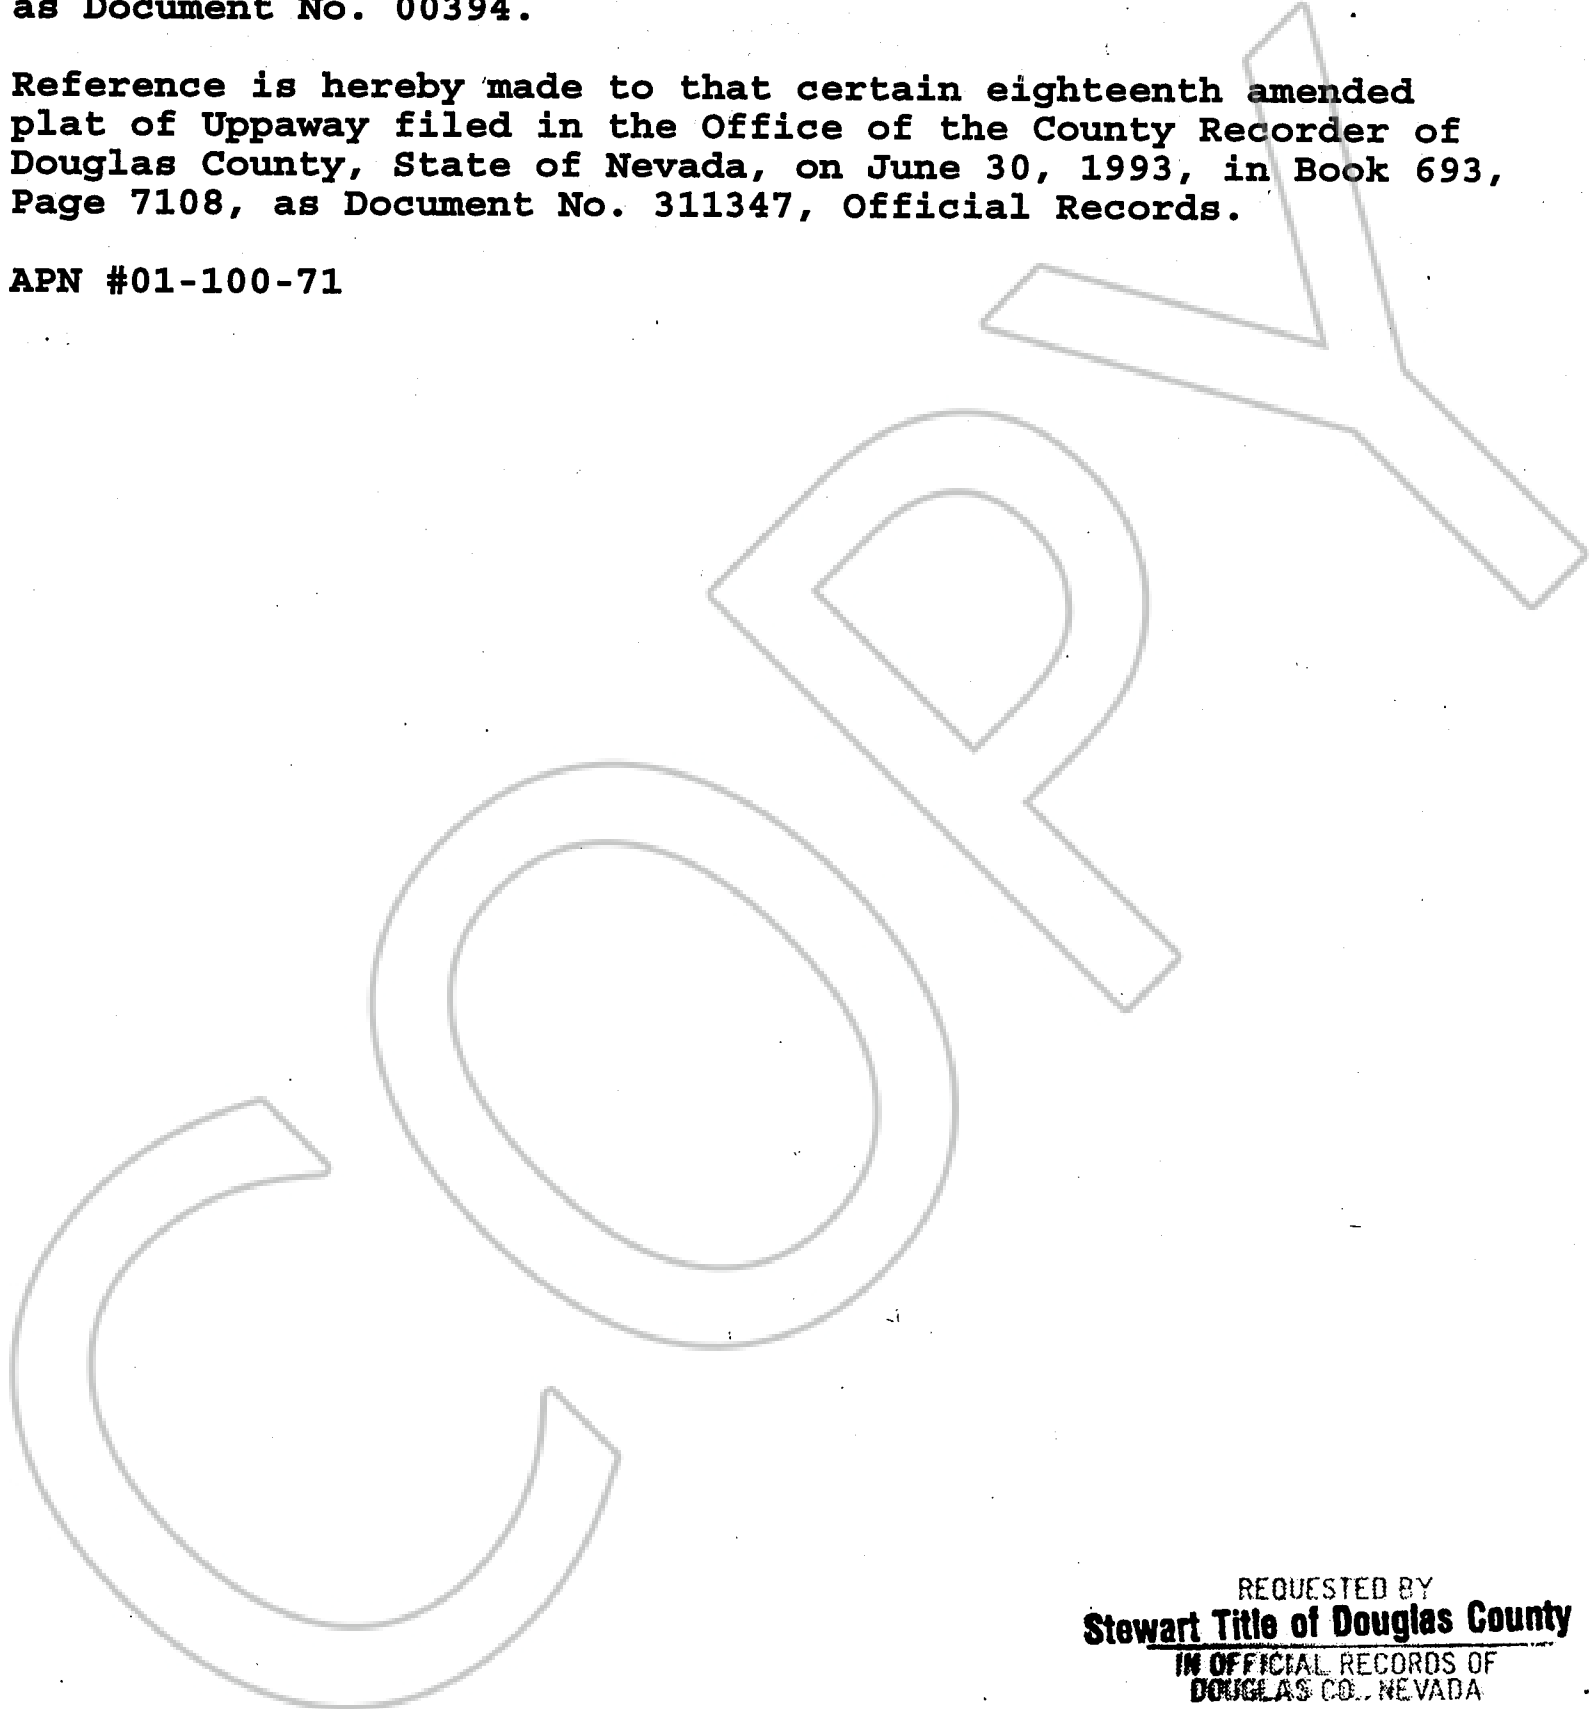 as Document No. 00394.
Reference is hereby made to that certain eighteenth amended
plat of Uppaway filed in the Office of the County Recorder of
Douglas County, State of Nevada, on June 30, 1993, in Book 693,
Page 7108, as Document No. 311347, Official Records.
APN #01-100-71
COPY
REQUESTED BY
Stewart Title of Douglas County
IN OFFICIAL RECORDS OF
DOUGLAS CO., NEVADA